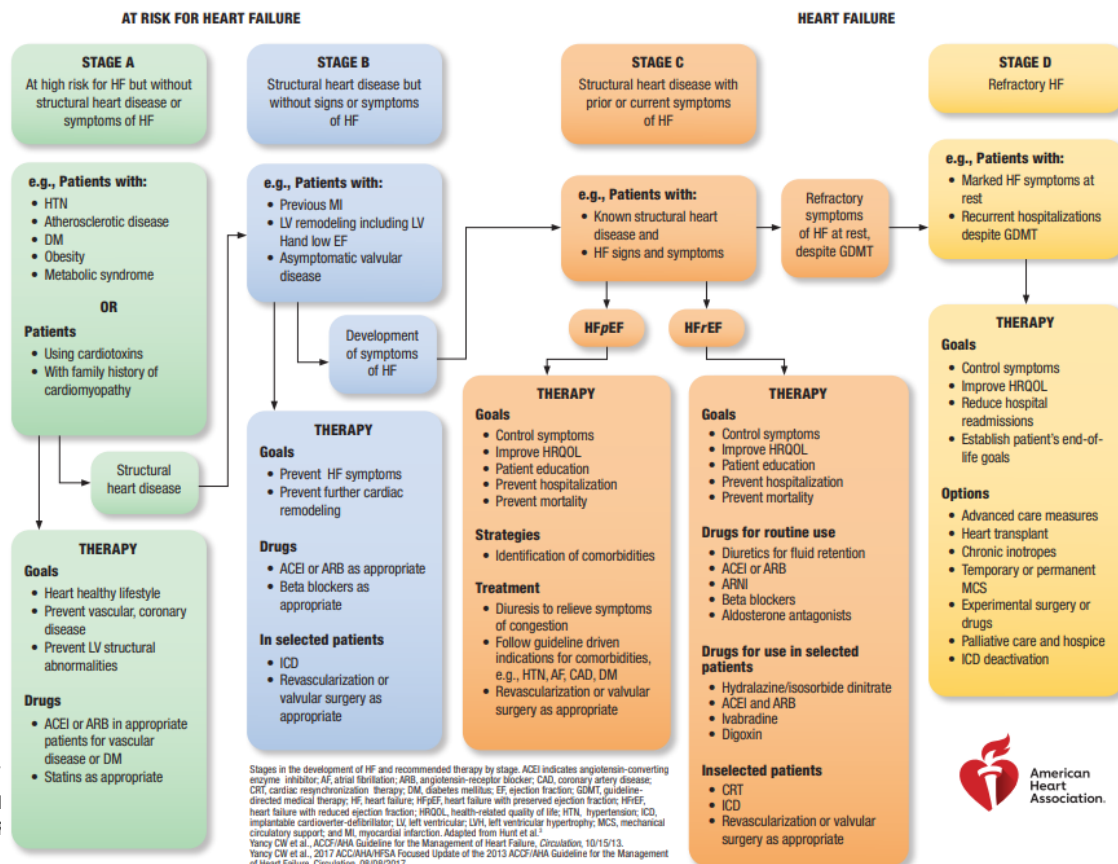 AT RISK FOR HEART FAILURE
HEART FAILURE
STAGE A
At high risk for HF but without
structural heart disease or
symptoms of HF
STAGE B
Structural heart disease but
without signs or symptoms
of HF
STAGE C
Structural heart disease with
prior or current symptoms
of HF
STAGE D
Refractory HF
e.g., Patients with:
• HTN
• Atherosclerotic disease
• DM
• Obesity
• Metabolic syndrome
OR
Patients
• Using cardiotoxins
• With family history of
cardiomyopathy
Structural
heart disease
THERAPY
Goals
• Heart healthy lifestyle
• Prevent vascular, coronary
disease
• Prevent LV structural
abnormalities
Drugs
• ACEI or ARB in appropriate
patients for vascular
disease or DM
• Statins as appropriate
e.g., Patients with:
• Previous MI
• LV remodeling including LV
Hand low EF
• Asymptomatic valvular
disease
Development
of symptoms
of HF
THERAPY
Goals
• Prevent HF symptoms
• Prevent further cardiac
remodeling
Drugs
• ACEI or ARB as appropriate
• Beta blockers as
appropriate
In selected patients
• ICD
• Revascularization or
valvular surgery as
appropriate
e.g., Patients with:
• Known structural heart
disease and
• HF signs and symptoms
Refractory
symptoms
of HF at rest,
despite GDMT
HFpEF
HFrEF
THERAPY
Goals
• Control symptoms
• Improve HRQOL
• Patient education
• Prevent hospitalization
• Prevent mortality
Strategies
• Identification of comorbidities
Treatment
• Diuresis to relieve symptoms
of congestion
• Follow guideline driven
indications for comorbidities,
e.g., HTN, AF, CAD, DM
• Revascularization or valvular
surgery as appropriate
THERAPY
Goals
• Control symptoms
• Improve HRQOL
• Patient education
• Prevent hospitalization
• Prevent mortality
Drugs for routine use
• Diuretics for fluid retention
• ACEI or ARB
• ARNI
• Beta blockers
• Aldosterone antagonists
Drugs for use in selected
patients
• Hydralazine/isosorbide dinitrate
• ACEI and ARB
• Ivabradine
• Digoxin
Inselected patients
• CRT
• ICD
• Revascularization or valvular
surgery as appropriate
e.g., Patients with:
• Marked HF symptoms at
rest
• Recurrent hospitalizations
despite GDMT
THERAPY
Goals
• Control symptoms
• Improve HRQOL
• Reduce hospital
readmissions
• Establish patient's end-of-
life goals
Options
• Advanced care measures
• Heart transplant
• Chronic inotropes
• Temporary or permanent
MCS
• Experimental surgery or
drugs
• Palliative care and hospice
• ICD deactivation
Stages in the development of HF and recommended therapy by stage. ACEI indicates angiotensin-converting
enzyme inhibitor; AF, atrial fibrillation; ARB, angiotensin-receptor blocker; CAD, coronary artery disease;
CRT, cardiac resynchronization therapy; DM, diabetes mellitus; EF, ejection fraction; GDMT, guideline-
directed medical therapy; HF, heart failure; HFpEF, heart failure with preserved ejection fraction; HFrEF,
heart failure with reduced ejection fraction; HRQOL, health-related quality of life; HTN, hypertension; ICD,
implantable cardioverter-defibrillator; LV, left ventricular; LVH, left ventricular hypertrophy; MCS, mechanical
circulatory support; and MI, myocardial infarction. Adapted from Hunt et al.³
Yancy CW et al., ACCF/AHA Guideline for the Management of Heart Failure, Circulation, 10/15/13.
Yancy CW et al., 2017 ACC/AHA/HFSA Focused Update of the 2013 ACCF/AHA Guideline for the Management
of Heart Failure, Circulation, 08/08/2017
American
Heart
Association.